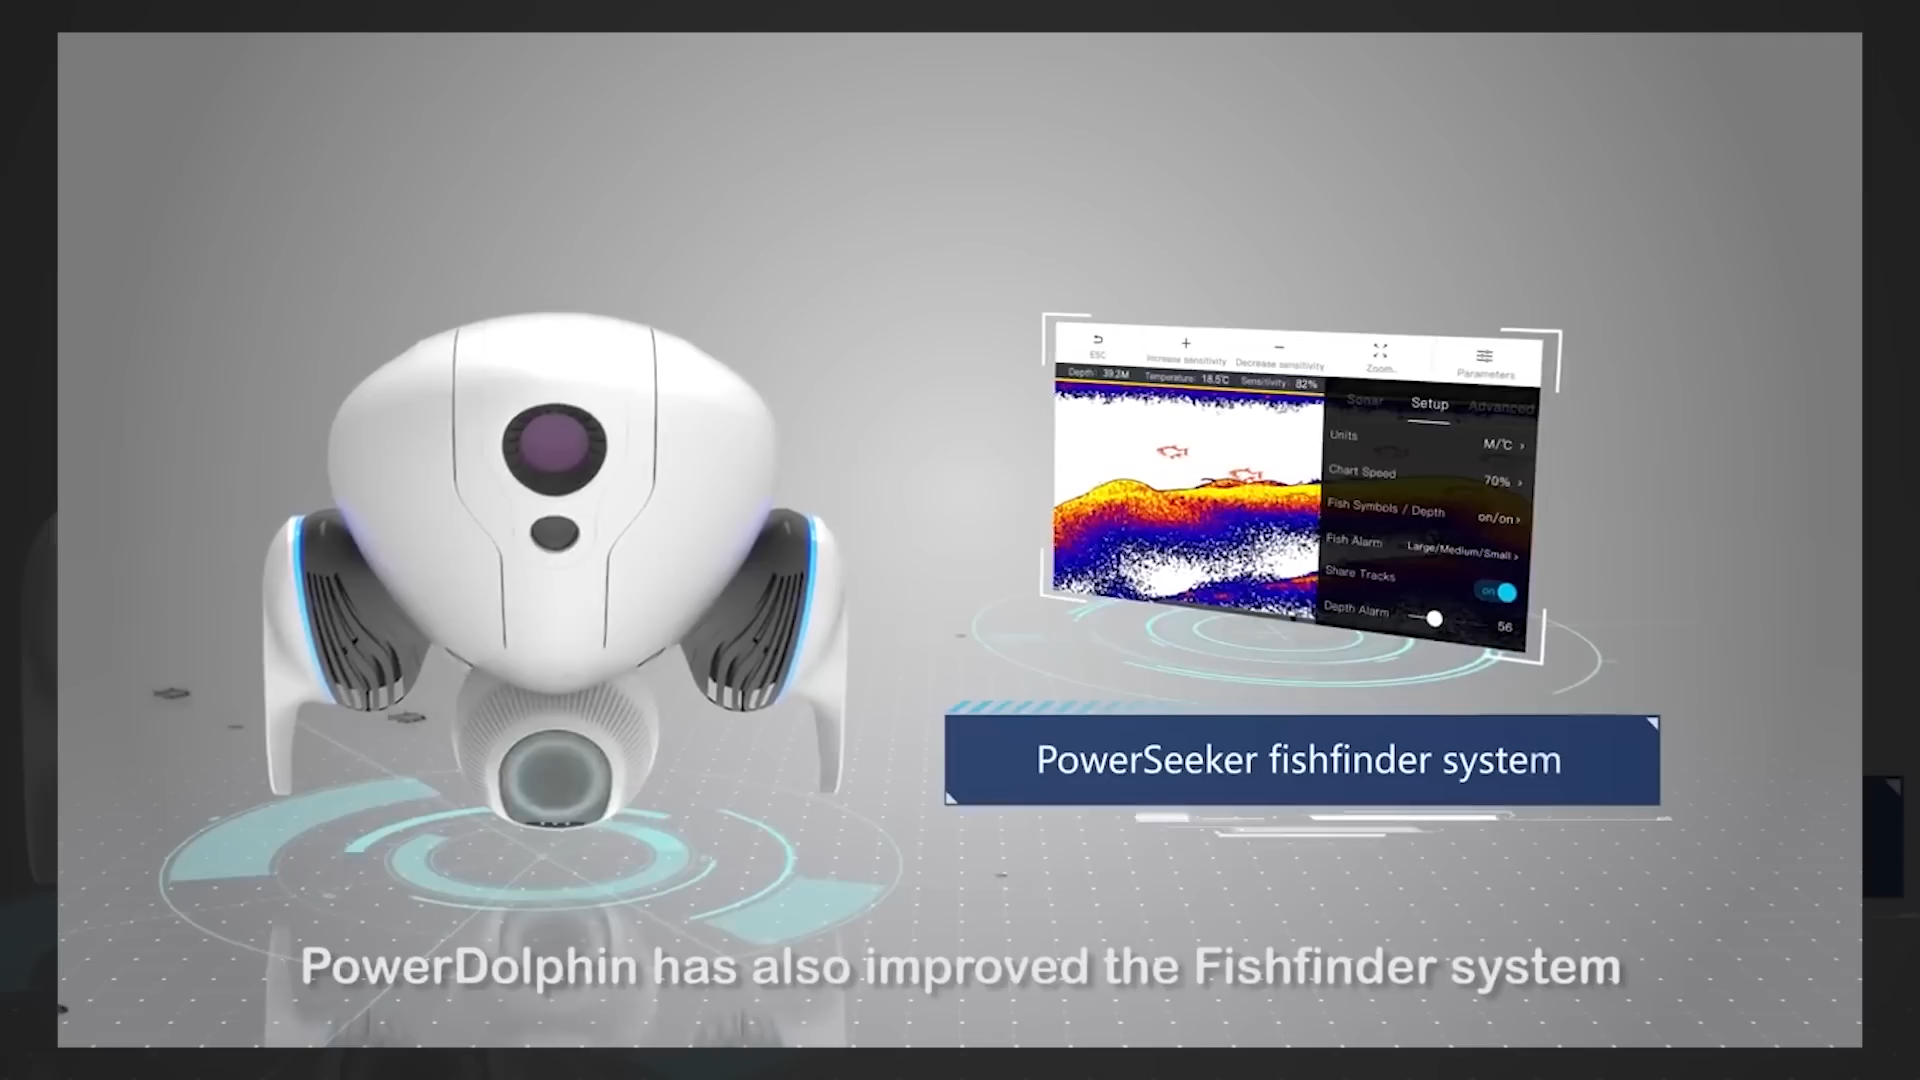 ESC
Increase sensitivity
Decrease sensitivity
Zoom
Parameters
Depth: 39.2M Temperature: 18.5℃ Sensitivity: 82%
Sonar Setup Advanced
Units M/℃ >
Chart Speed 70% >
Fish Symbols / Depth on/on>
Fish Alarm Large/Medium/Small>
Share Tracks on
Depth Alarm 56
PowerSeeker fishfinder system
PowerDolphin has also improved the Fishfinder system